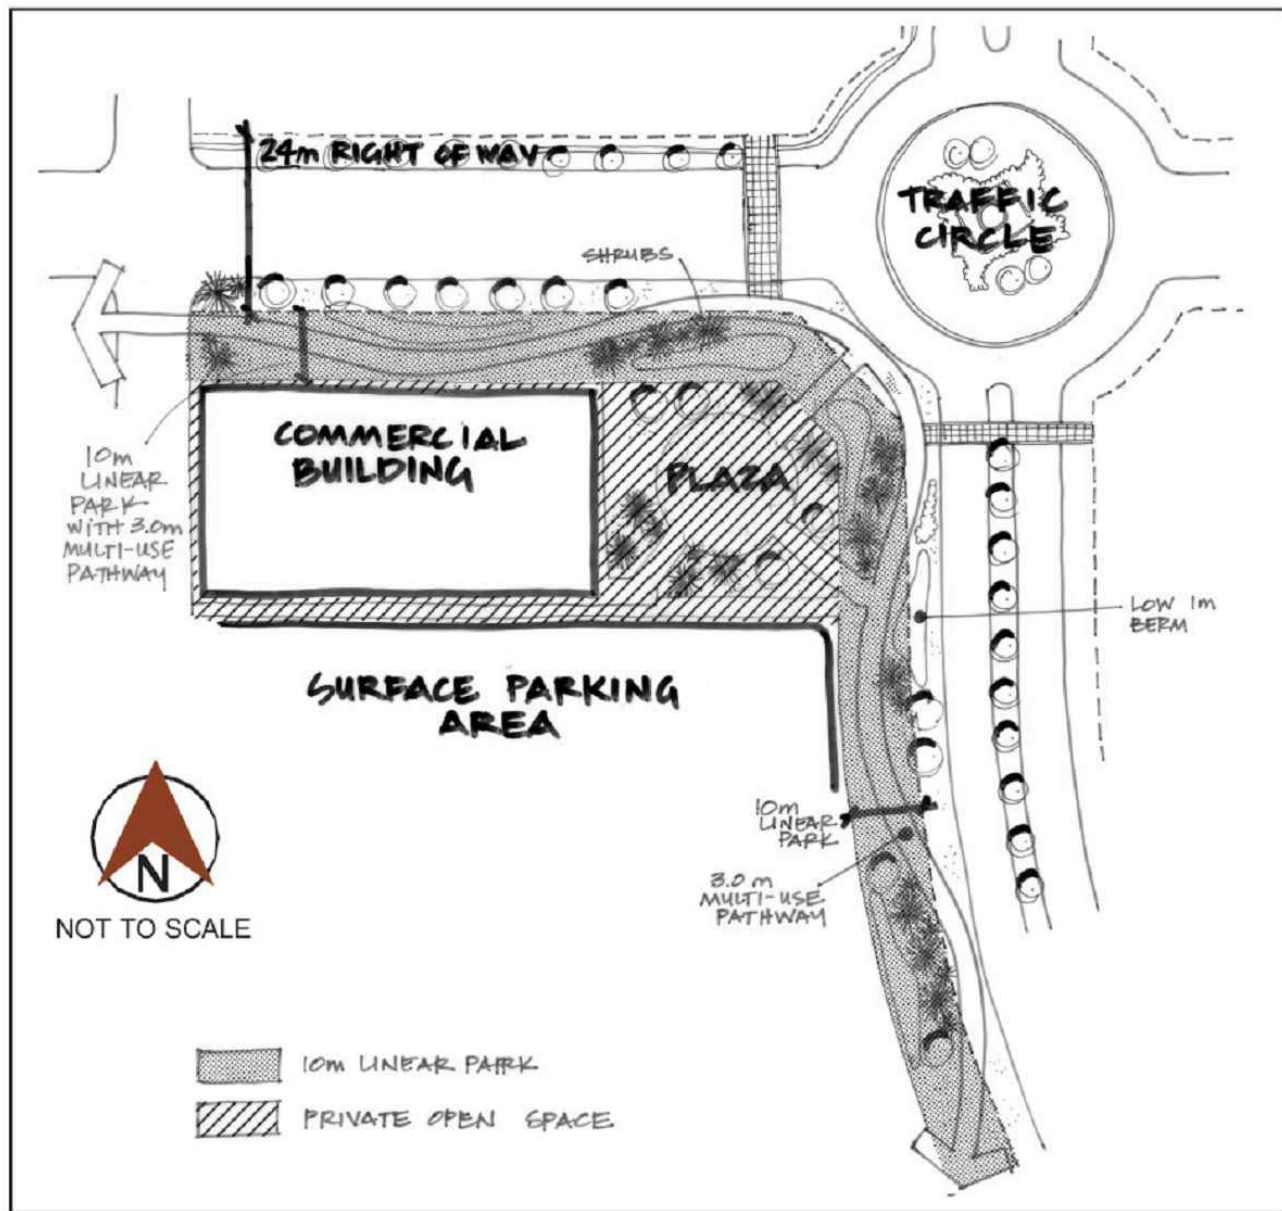 24m RIGHT OF WAY
TRAFFIC
CIRCLE
SHRUBS
COMMERCIAL
BUILDING
PLAZA
10m
LINEAR
PARK
WITH 3.0m
MULTI-USE
PATHWAY
LOW 1m
BERM
SURFACE PARKING
AREA
10m
LINEAR
PARK
3.0 m
MULTI-USE
PATHWAY
N
NOT TO SCALE
10m LINEAR PARK
PRIVATE OPEN SPACE